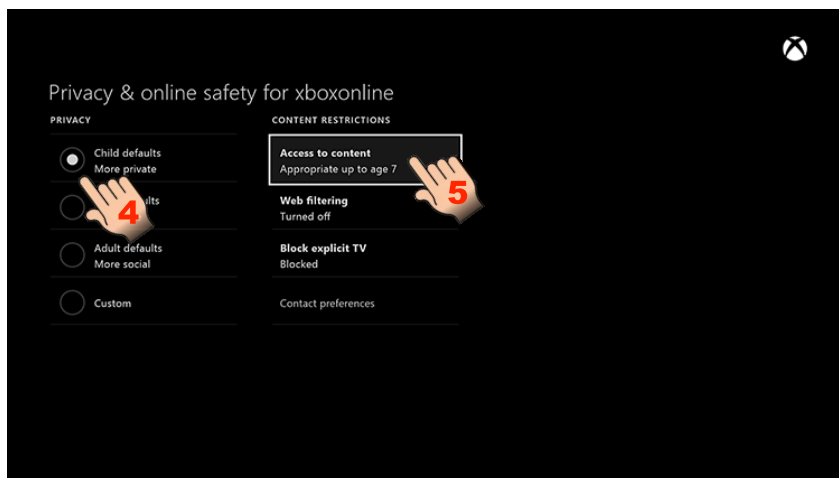 Privacy & online safety for xboxonline
PRIVACY
Child defaults
More private
4
Adult defaults
More social
Custom
CONTENT RESTRICTIONS
Access to content
Appropriate up to age 7
5
Web filtering
Turned off
Block explicit TV
Blocked
Contact preferences